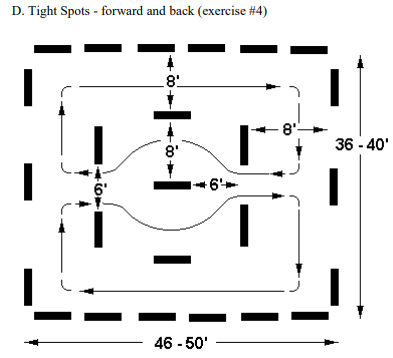 D. Tight Spots - forward and back (exercise #4)
8'
8'
36 - 40'
8'
6'
6'
46 - 50'